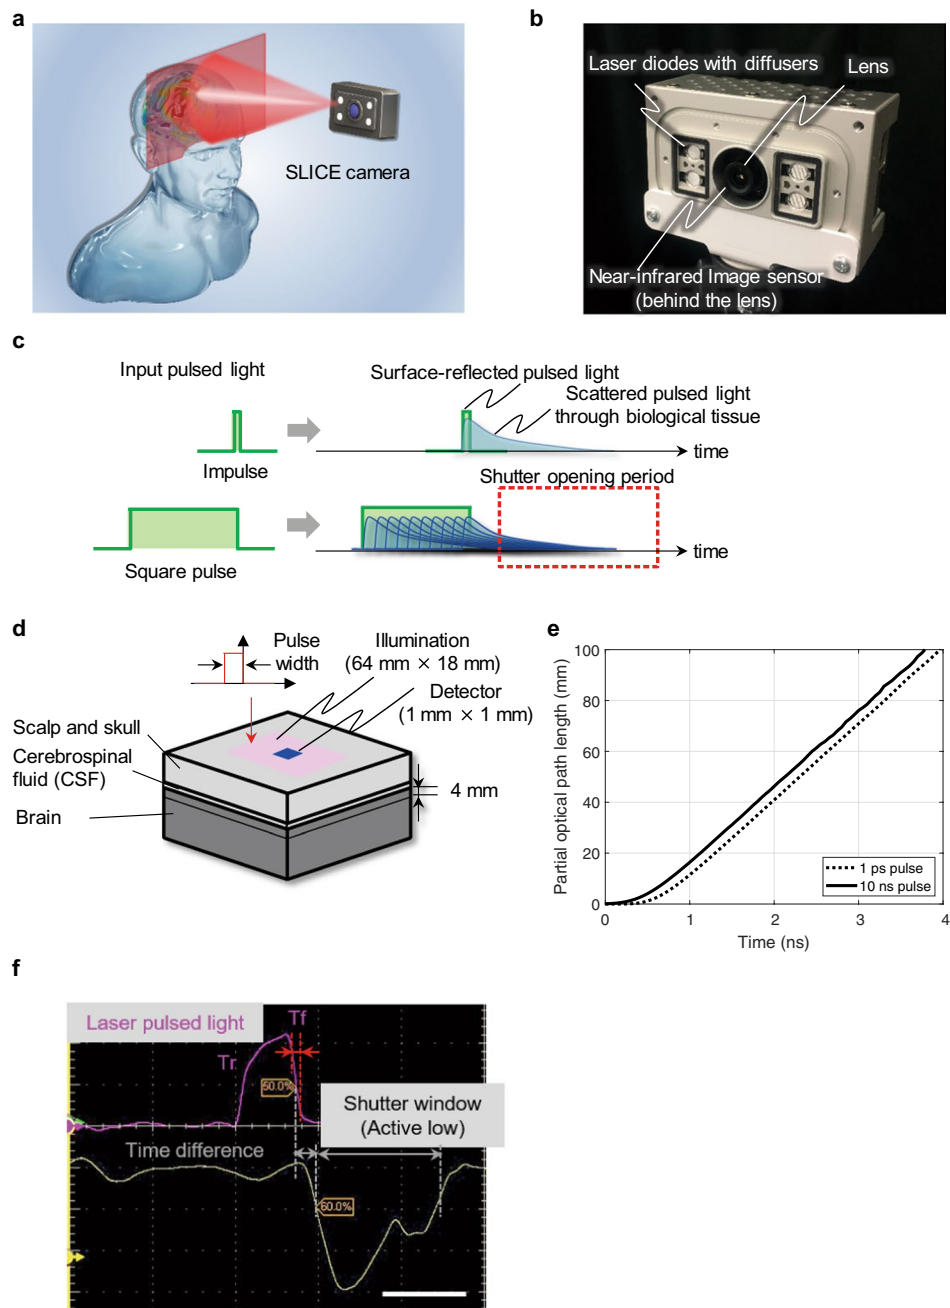 a
SLICE camera
b
Laser diodes with diffusers
Lens
Near-infrared Image sensor
(behind the lens)
c
Input pulsed light
Surface-reflected pulsed light
Scattered pulsed light
through biological tissue
time
Impulse
Shutter opening period
time
Square pulse
d
Pulse
width
Illumination
(64 mm × 18 mm)
Detector
(1 mm × 1 mm)
Scalp and skull
Cerebrospinal
fluid (CSF)
4 mm
Brain
e
Partial optical path length (mm)
100
80
60
40
20
0
0
1
2
3
4
1 ps pulse
10 ns pulse
Time (ns)
f
Laser pulsed light
Tf
Tr
50.0%
Shutter window
(Active low)
Time difference
60.0%